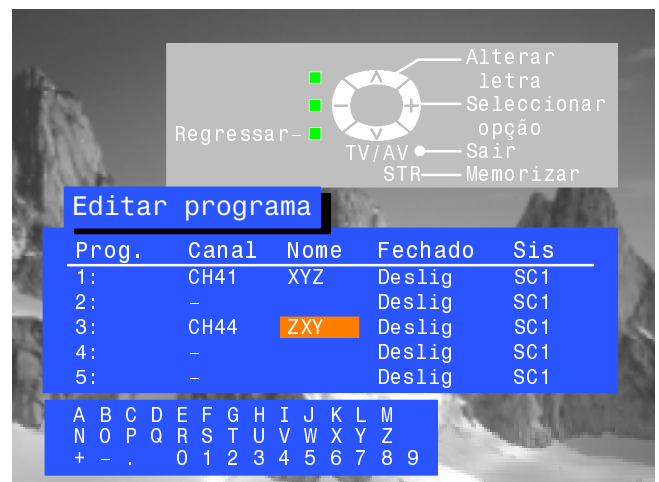 Alterar
letra
Seleccionar
opção
Regressar
TV/AV Sair
STR Memorizar
Editar programa
Prog. Canal Nome Fechado Sis
1: CH41 XYZ Deslig SC1
2: – Deslig SC1
3: CH44 ZXY Deslig SC1
4: – Deslig SC1
5: – Deslig SC1
A B C D E F G H I J K L M
N O P Q R S T U V W X Y Z
+ – . 0 1 2 3 4 5 6 7 8 9